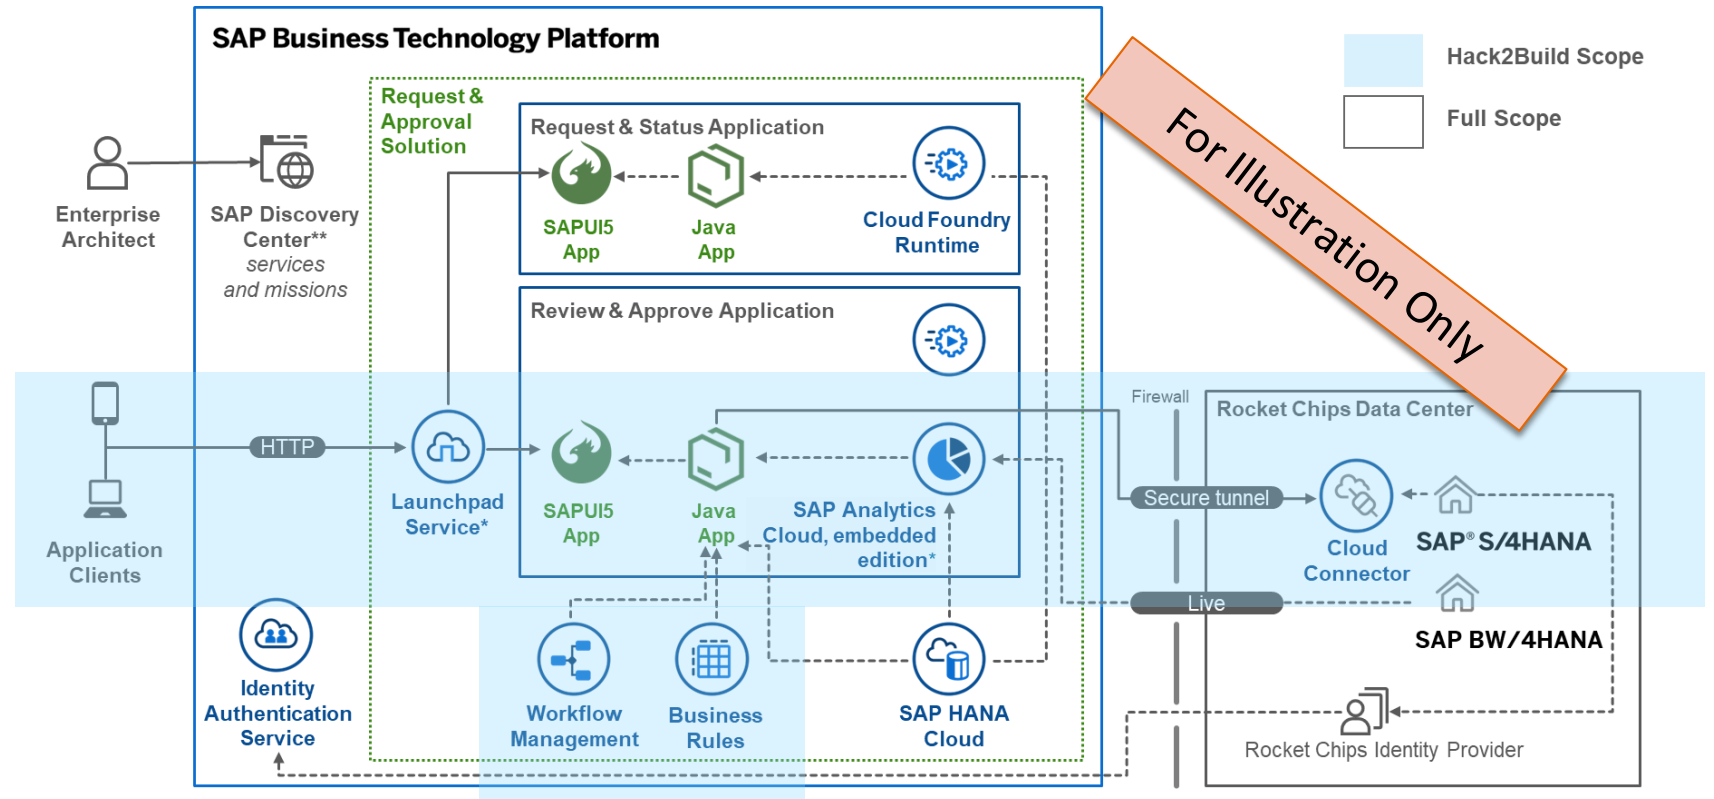 SAP Business Technology Platform
Hack2Build Scope
Full Scope
For Illustration Only
Request &
Approval
Solution
Request & Status Application
Enterprise
Architect
SAP Discovery
Center**
services
and missions
SAPUI5
App
Java
App
Cloud Foundry
Runtime
Review & Approve Application
Firewall
Rocket Chips Data Center
HTTP
Launchpad
Service*
SAPUI5
App
Java
App
SAP Analytics
Cloud, embedded
edition*
Secure tunnel
Cloud
Connector
SAP® S/4HANA
Application
Clients
Live
SAP BW/4HANA
Identity
Authentication
Service
Workflow
Management
Business
Rules
SAP HANA
Cloud
Rocket Chips Identity Provider